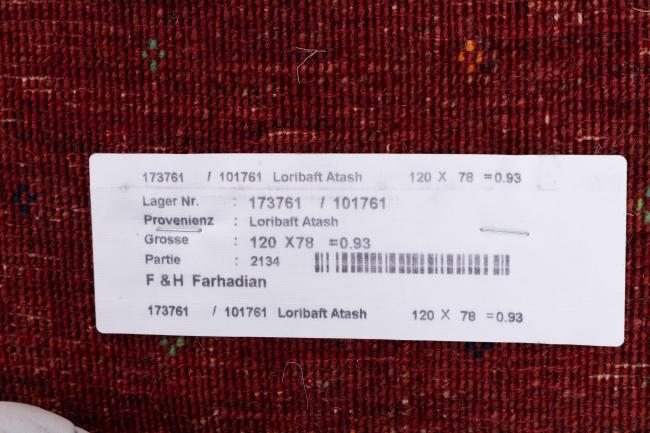 173761 / 101761 Loribaft Atash 120 X 78 =0.93
Lager Nr. : 173761 / 101761
Provenienz : Loribaft Atash
Grosse : 120 X78 =0.93
Partie : 2134
F &H Farhadian
173761 / 101761 Loribaft Atash 120 X 78 =0.93